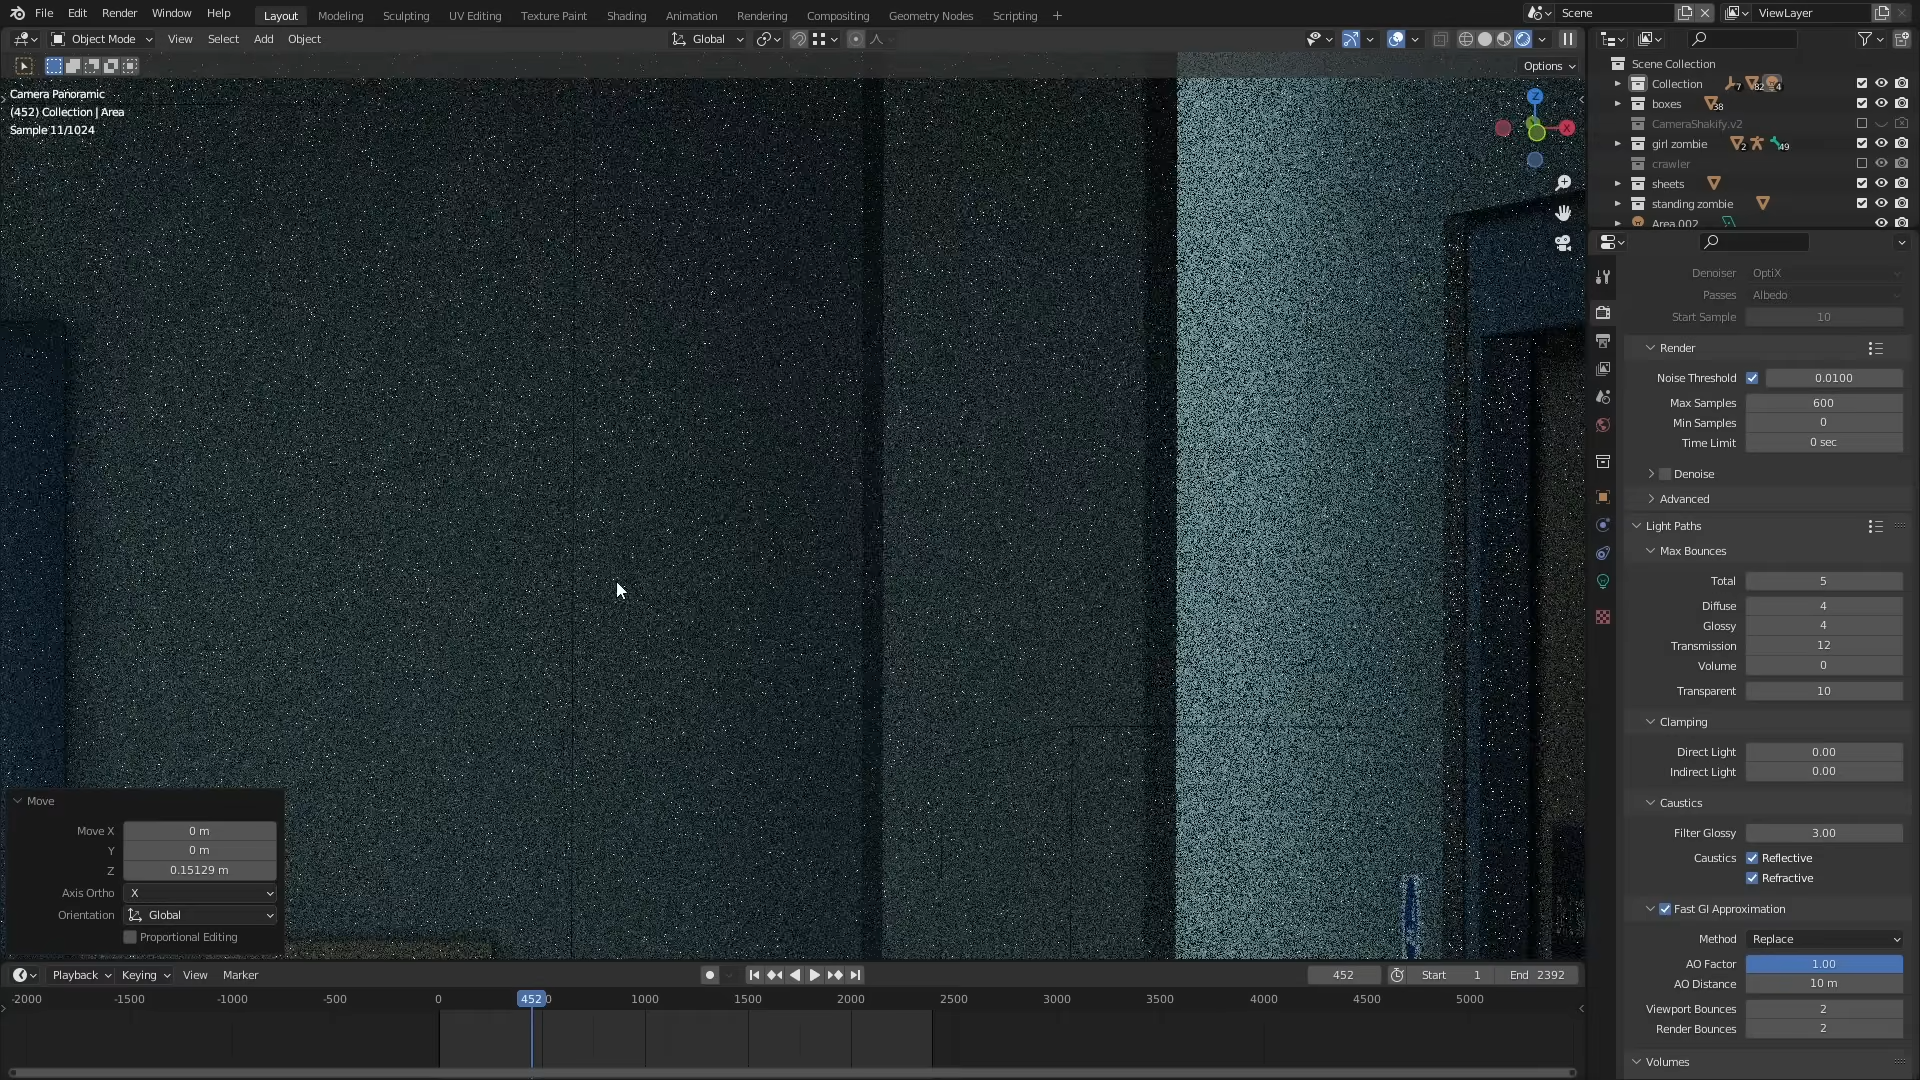 File Edit Render Window Help Layout Modeling Sculpting UV Editing Texture Paint Shading Animation Rendering Compositing Geometry Nodes Scripting + Scene ViewLayer
Object Mode View Select Add Object Global
Options
Camera Panoramic
(452) Collection | Area
Sample 11/1024
Z
X
Scene Collection
Collection 7 82 4
boxes 38
CameraShakify.v2
girl zombie 2 49
crawler
sheets
standing zombie
Area.002
Denoiser OptiX
Passes Albedo
Start Sample 10
Render
Noise Threshold 0.0100
Max Samples 600
Min Samples 0
Time Limit 0 sec
Denoise
Advanced
Light Paths
Max Bounces
Total 5
Diffuse 4
Glossy 4
Transmission 12
Volume 0
Transparent 10
Clamping
Direct Light 0.00
Indirect Light 0.00
Caustics
Filter Glossy 3.00
Caustics Reflective
Refractive
Fast GI Approximation
Method Replace
AO Factor 1.00
AO Distance 10 m
Viewport Bounces 2
Render Bounces 2
Volumes
Move
Move X 0 m
Y 0 m
Z 0.15129 m
Axis Ortho X
Orientation Global
Proportional Editing
Playback Keying View Marker 452 Start 1 End 2392
-2000 -1500 -1000 -500 0 452 1000 1500 2000 2500 3000 3500 4000 4500 5000